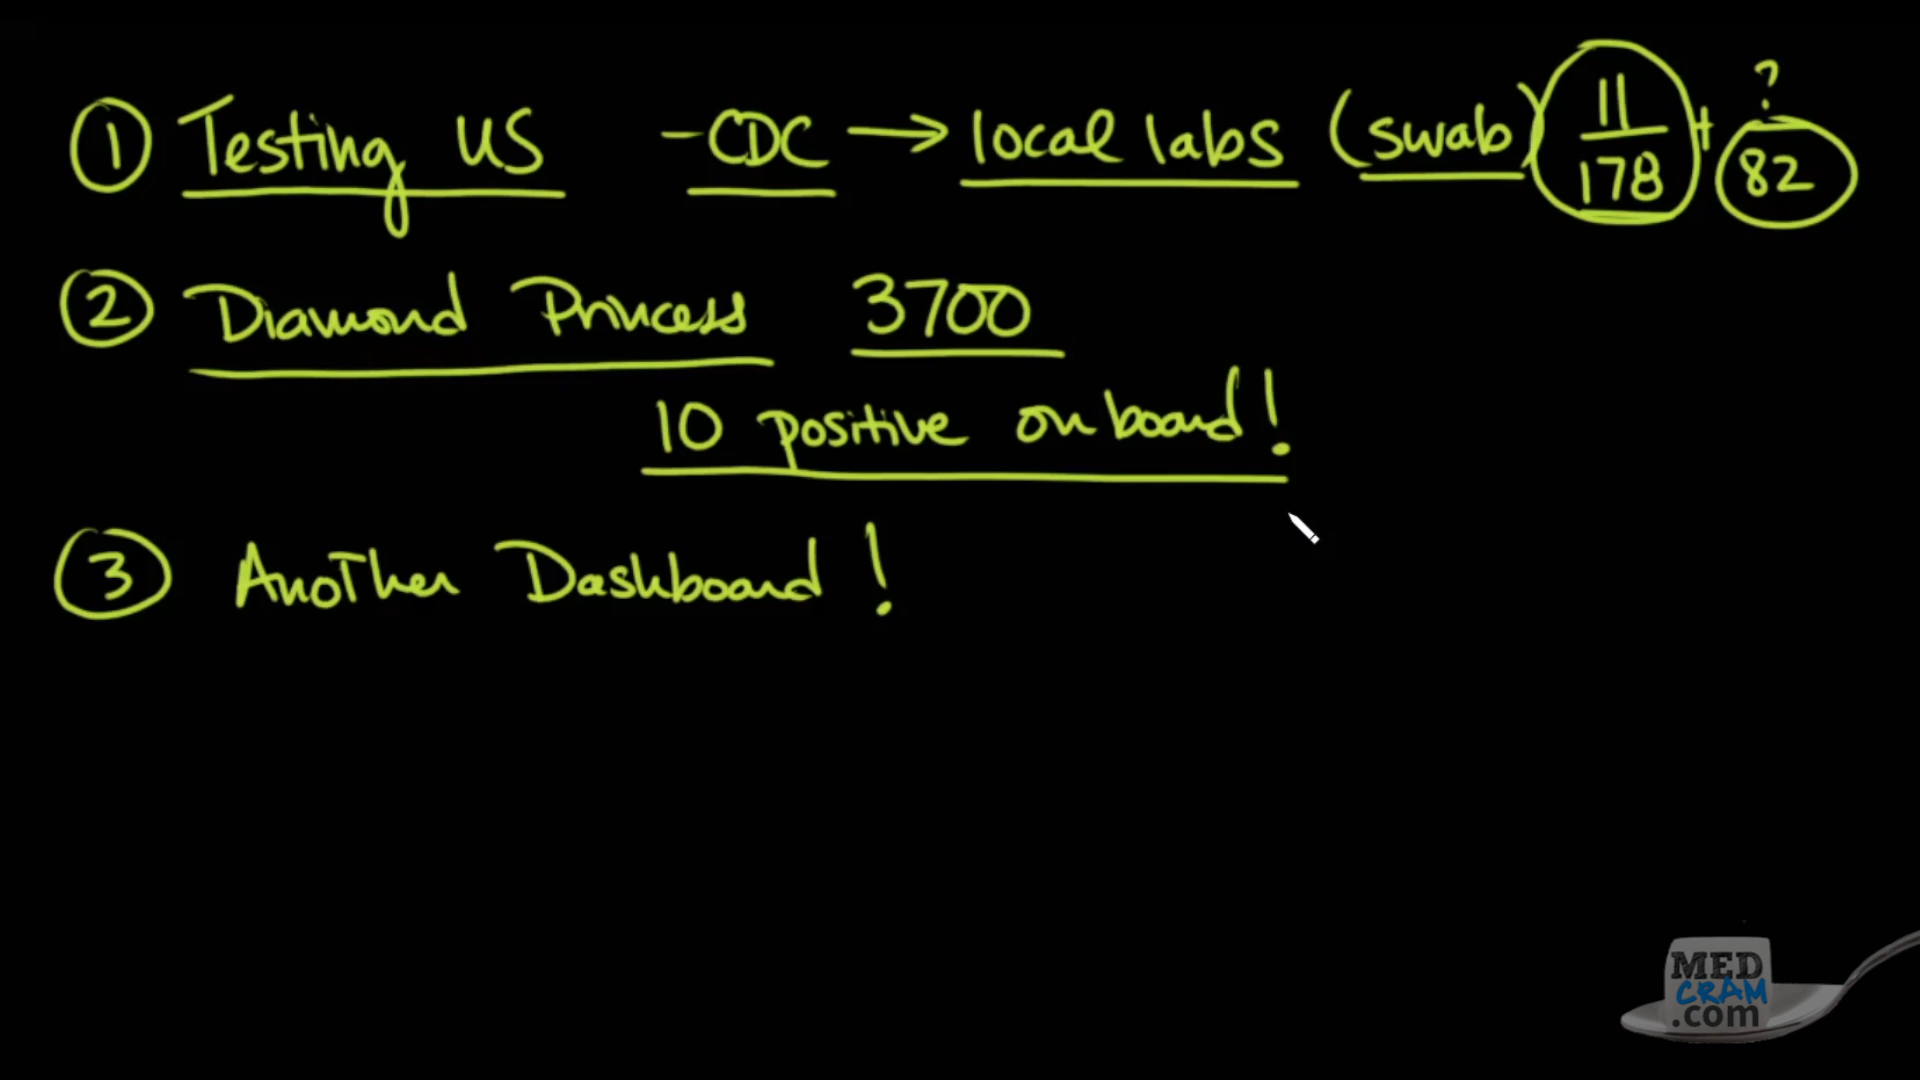 ① Testing US - CDC → local labs (swab) 11/178 + ?/82
② Diamond Princess 3700
10 positive on board!
③ Another Dashboard!
MED
CRAM
.com